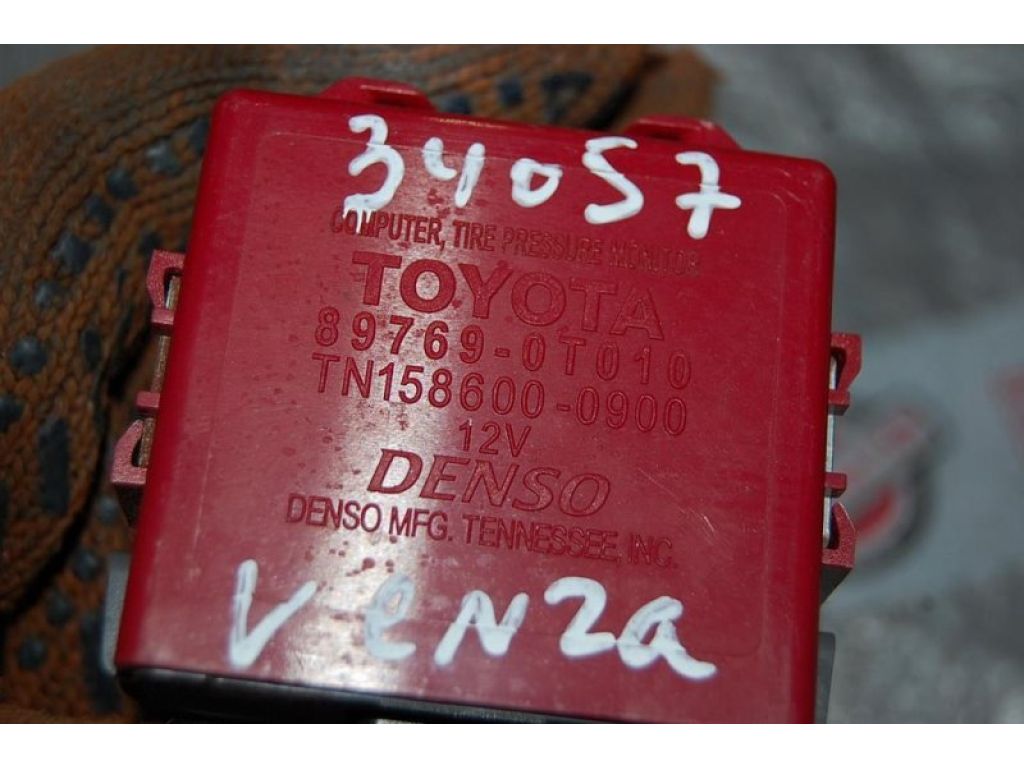 34057
COMPUTER, TIRE PRESSURE MONITOR
TOYOTA
89769-0T010
TN158600-0900
12V
DENSO
DENSO MFG. TENNESSEE, INC.
venza